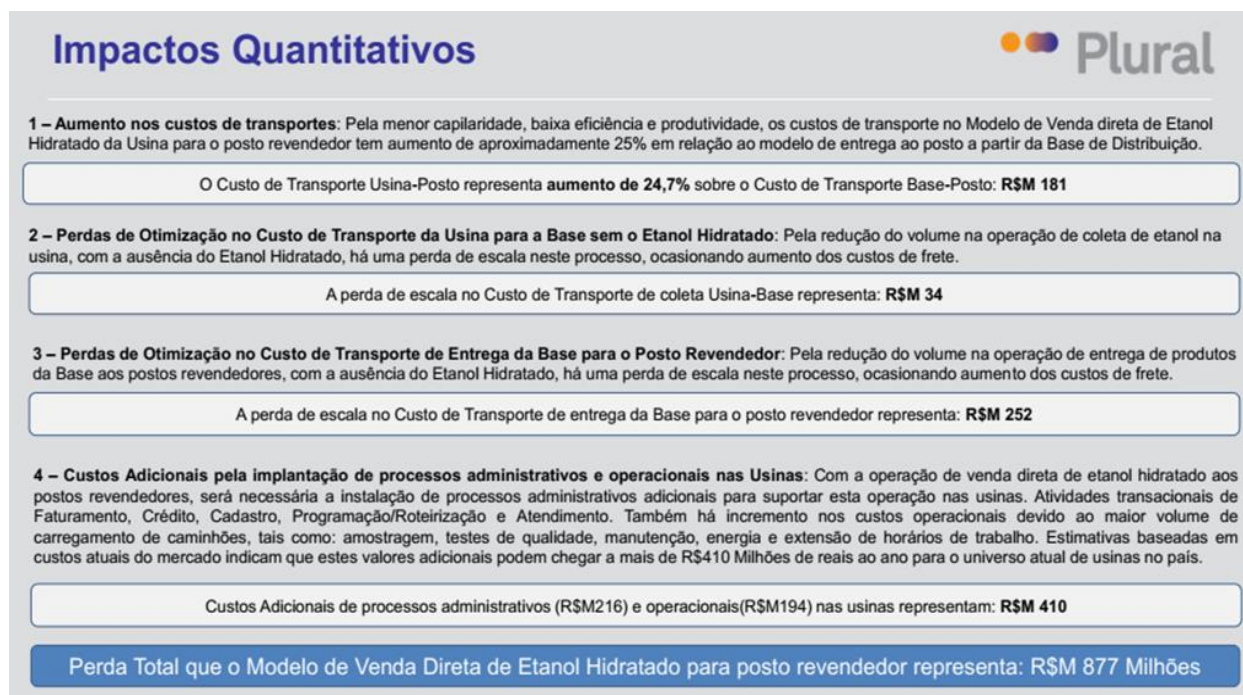 Impactos Quantitativos
Plural
1 – Aumento nos custos de transportes: Pela menor capilaridade, baixa eficiência e produtividade, os custos de transporte no Modelo de Venda direta de Etanol
Hidratado da Usina para o posto revendedor tem aumento de aproximadamente 25% em relação ao modelo de entrega ao posto a partir da Base de Distribuição.
O Custo de Transporte Usina-Posto representa aumento de 24,7% sobre o Custo de Transporte Base-Posto: R$M 181
2 – Perdas de Otimização no Custo de Transporte da Usina para a Base sem o Etanol Hidratado: Pela redução do volume na operação de coleta de etanol na
usina, com a ausência do Etanol Hidratado, há uma perda de escala neste processo, ocasionando aumento dos custos de frete.
A perda de escala no Custo de Transporte de coleta Usina-Base representa: R$M 34
3 – Perdas de Otimização no Custo de Transporte de Entrega da Base para o Posto Revendedor: Pela redução do volume na operação de entrega de produtos
da Base aos postos revendedores, com a ausência do Etanol Hidratado, há uma perda de escala neste processo, ocasionando aumento dos custos de frete.
A perda de escala no Custo de Transporte de entrega da Base para o posto revendedor representa: R$M 252
4 – Custos Adicionais pela implantação de processos administrativos e operacionais nas Usinas: Com a operação de venda direta de etanol hidratado aos
postos revendedores, será necessária a instalação de processos administrativos adicionais para suportar esta operação nas usinas. Atividades transacionais de
Faturamento, Crédito, Cadastro, Programação/Roteirização e Atendimento. Também há incremento nos custos operacionais devido ao maior volume de
carregamento de caminhões, tais como: amostragem, testes de qualidade, manutenção, energia e extensão de horários de trabalho. Estimativas baseadas em
custos atuais do mercado indicam que estes valores adicionais podem chegar a mais de R$410 Milhões de reais ao ano para o universo atual de usinas no país.
Custos Adicionais de processos administrativos (R$M216) e operacionais(R$M194) nas usinas representam: R$M 410
Perda Total que o Modelo de Venda Direta de Etanol Hidratado para posto revendedor representa: R$M 877 Milhões